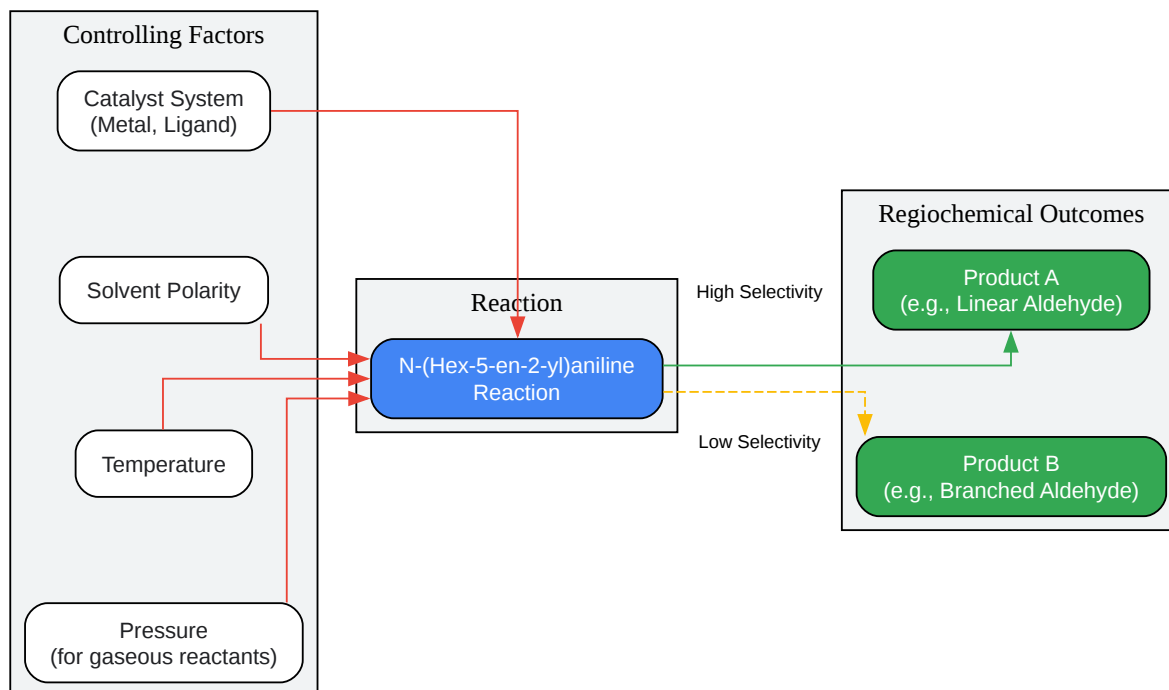 Controlling Factors
Catalyst System
(Metal, Ligand)
Solvent Polarity
Temperature
Pressure
(for gaseous reactants)
Reaction
N-(Hex-5-en-2-yl)aniline
Reaction
High Selectivity
Low Selectivity
Regiochemical Outcomes
Product A
(e.g., Linear Aldehyde)
Product B
(e.g., Branched Aldehyde)